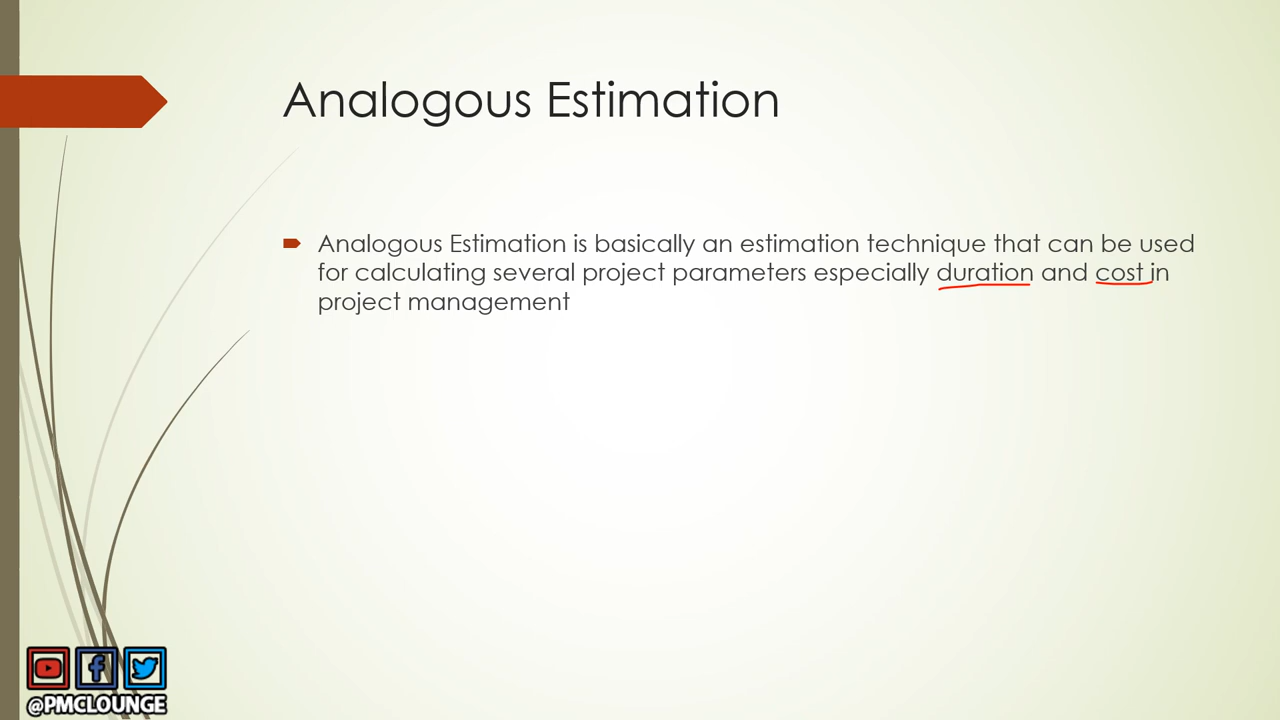 Analogous Estimation
Analogous Estimation is basically an estimation technique that can be used
for calculating several project parameters especially duration and cost in
project management
@PMCLOUNGE